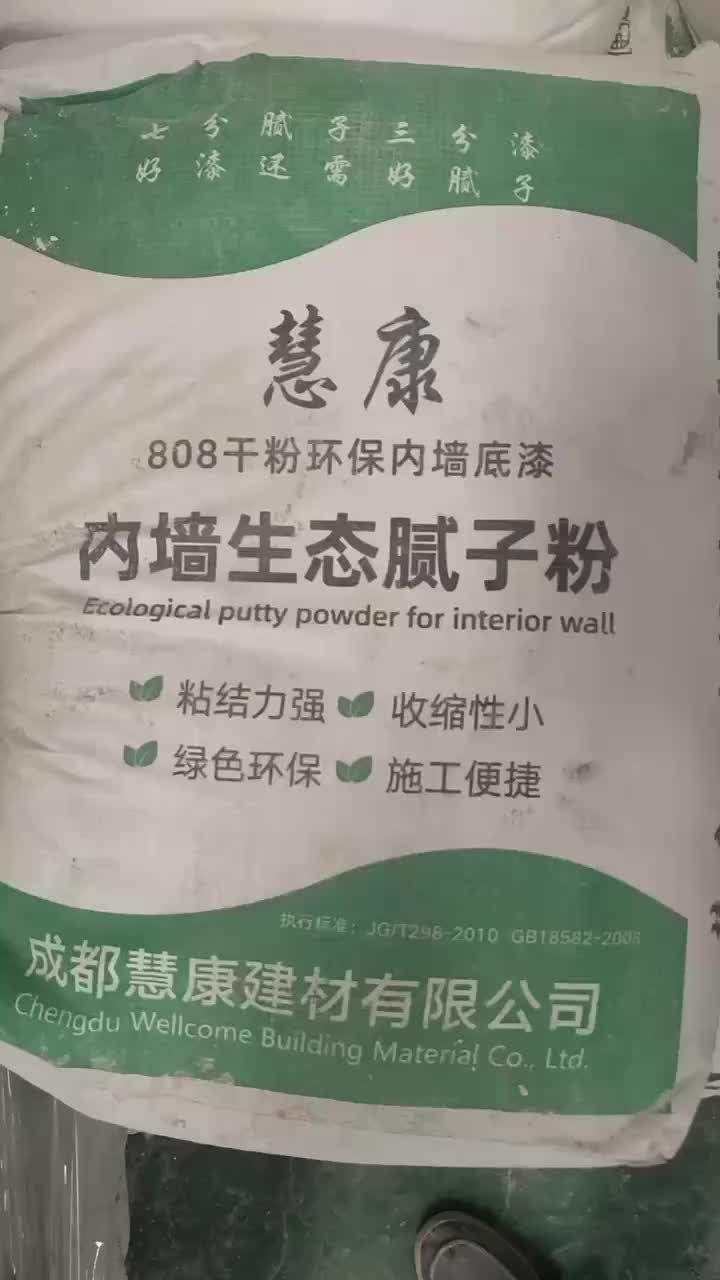 七分腻子三分漆
好漆还需好腻子
慧康
808干粉环保内墙底漆
内墙生态腻子粉
Ecological putty powder for interior wall
粘结力强 收缩性小
绿色环保 施工便捷
执行标准：JG/T298-2010 GB18582-2008
成都慧康建材有限公司
Chengdu Wellcome Building Material Co., Ltd.